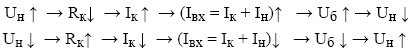 Uн ↑ → Rк↓ → Iк↑ → (Iвх = Iк + Iн)↑ → Uб↑ → Uн ↓
Uн ↓ → Rк↑ → Iк↓ → (Iвх = Iк + Iн)↓ → Uб↓ → Uн ↑